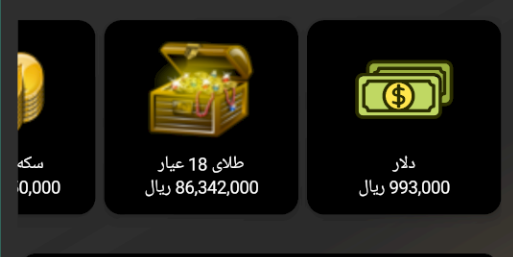 دلار
993,000 ریال
طلای 18 عیار
86,342,000 ریال
سکه